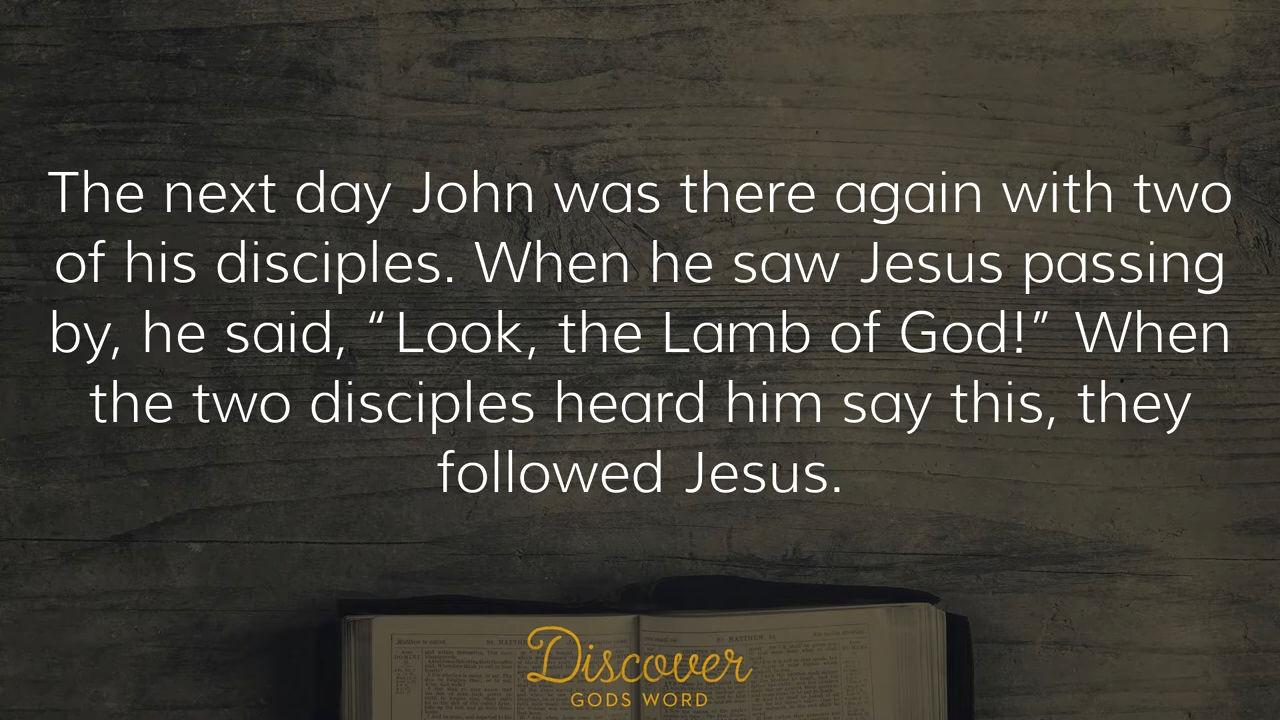 The next day John was there again with two
of his disciples. When he saw Jesus passing
by, he said, “Look, the Lamb of God!” When
the two disciples heard him say this, they
followed Jesus.
Discover
GODS WORD